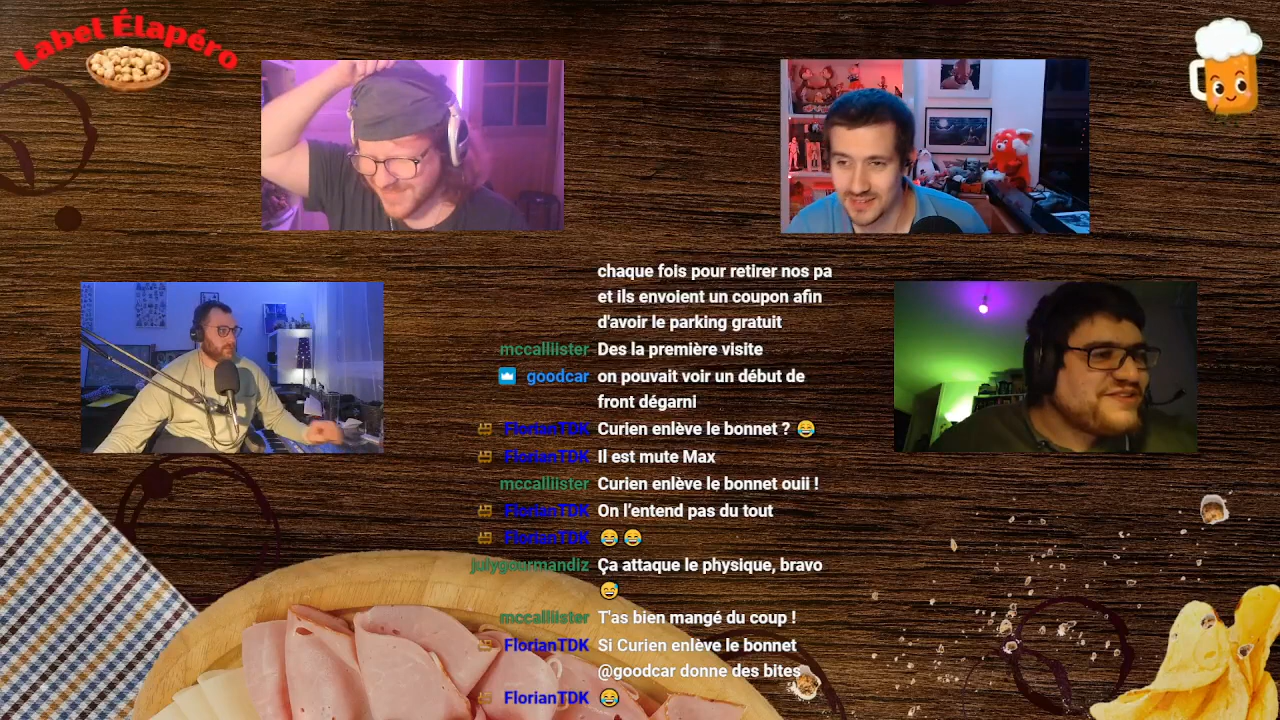 Label Élapéro
chaque fois pour retirer nos pa
et ils envoient un coupon afin
d'avoir le parking gratuit
mccalliister Des la première visite
goodcar on pouvait voir un début de
front dégarni
FlorianTDK Curien enlève le bonnet ? 😂
FlorianTDK Il est mute Max
mccalliister Curien enlève le bonnet ouii !
FlorianTDK On l'entend pas du tout
FlorianTDK 😂 😂
julygourmandiz Ça attaque le physique, bravo
😅
mccalliister T'as bien mangé du coup !
FlorianTDK Si Curien enlève le bonnet
@goodcar donne des bites
FlorianTDK 😂